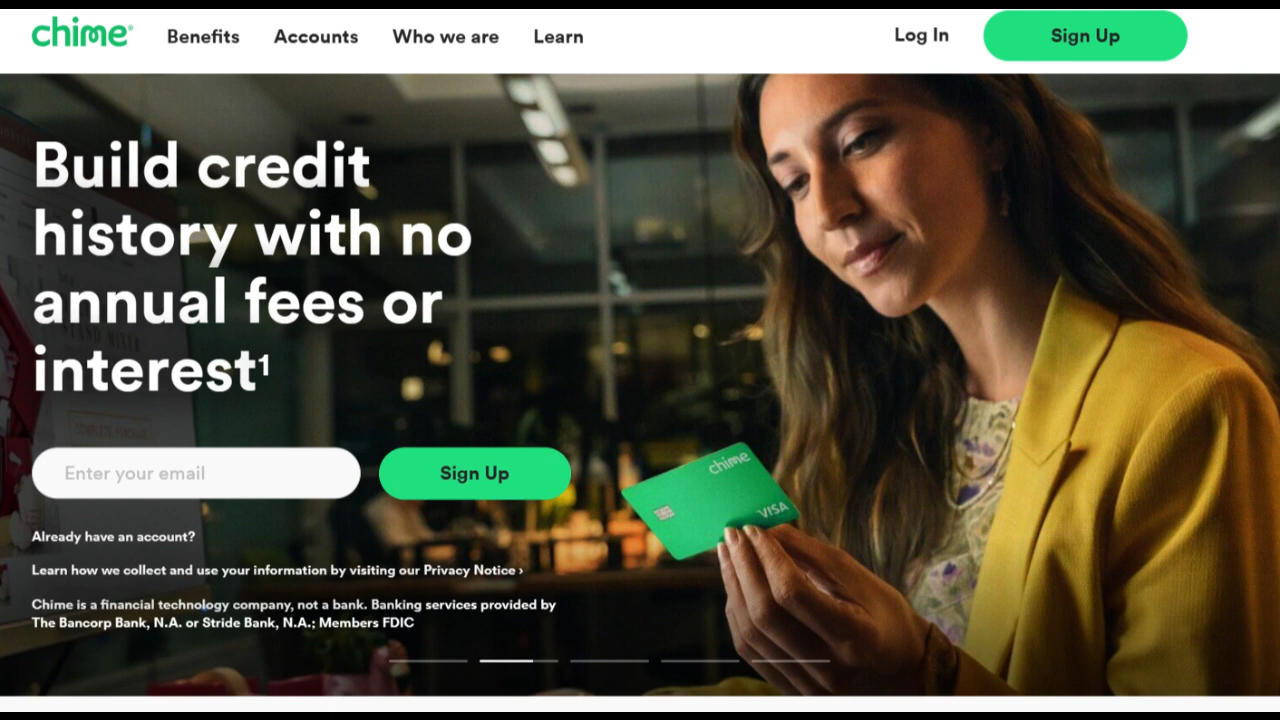 chime®
Benefits
Accounts
Who we are
Learn
Log In
Sign Up
Build credit
history with no
annual fees or
interest¹
Enter your email
Sign Up
Already have an account?
Learn how we collect and use your information by visiting our Privacy Notice ›
Chime is a financial technology company, not a bank. Banking services provided by
The Bancorp Bank, N.A. or Stride Bank, N.A.; Members FDIC
chime
VISA